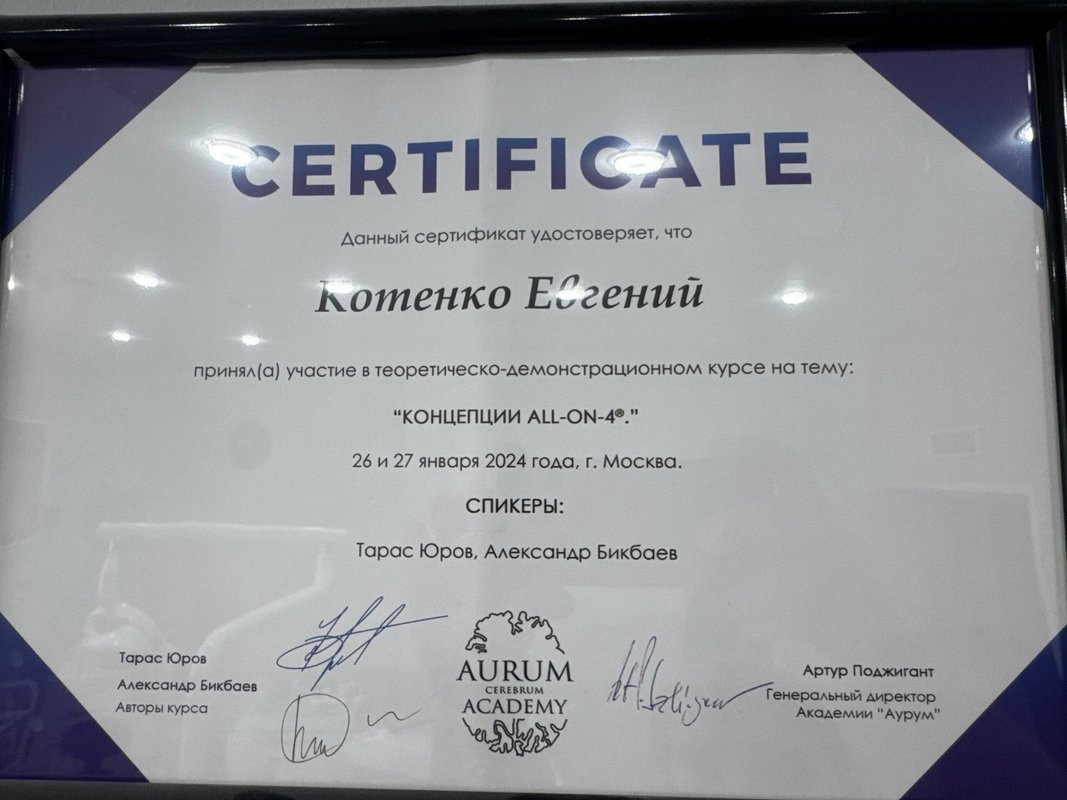 CERTIFICATE
Данный сертификат удостоверяет, что
Котенко Евгений
принял(а) участие в теоретическо-демонстрационном курсе на тему:
“КОНЦЕПЦИИ ALL-ON-4®.”
26 и 27 января 2024 года, г. Москва.
СПИКЕРЫ:
Тарас Юров, Александр Бикбаев
Тарас Юров
Александр Бикбаев
Авторы курса
AURUM
CEREBRUM
ACADEMY
Артур Поджигант
Генеральный директор
Академии “Аурум”